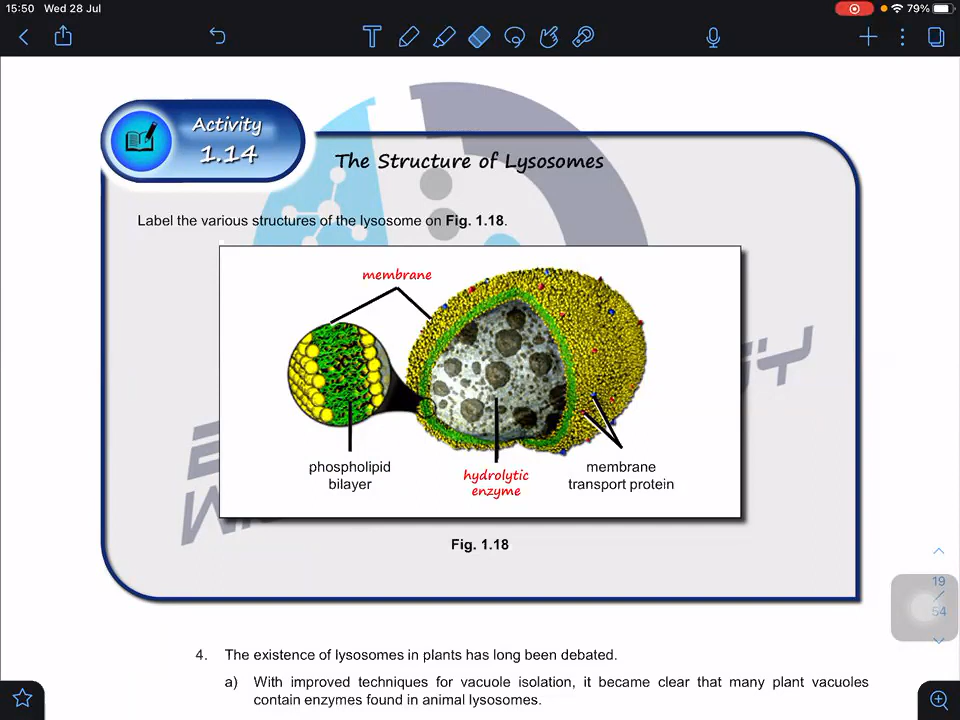 15:50 Wed 28 Jul
79%
Activity
1.14
The Structure of Lysosomes
Label the various structures of the lysosome on Fig. 1.18.
membrane
phospholipid
bilayer
hydrolytic
enzyme
membrane
transport protein
Fig. 1.18
19
/
54
4. The existence of lysosomes in plants has long been debated.
a) With improved techniques for vacuole isolation, it became clear that many plant vacuoles
contain enzymes found in animal lysosomes.